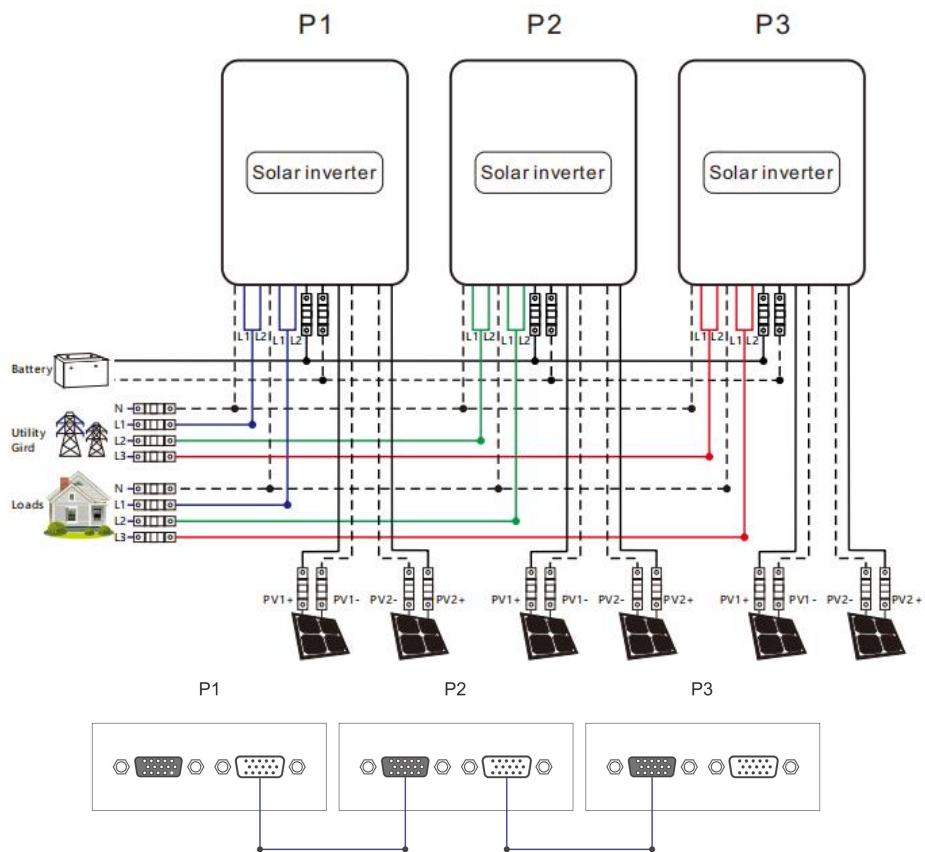 P1 P2 P3
Solar inverter Solar inverter Solar inverter
L1 L2 L1 L2 L1 L2 L1 L2 L1 L2 L1 L2
Battery
N
L1
Utility
Gird
L2
L3
N
Loads
L1
L2
L3
PV1+ PV1- PV2- PV2+ PV1+ PV1- PV2- PV2+ PV1+ PV1- PV2- PV2+
P1 P2 P3